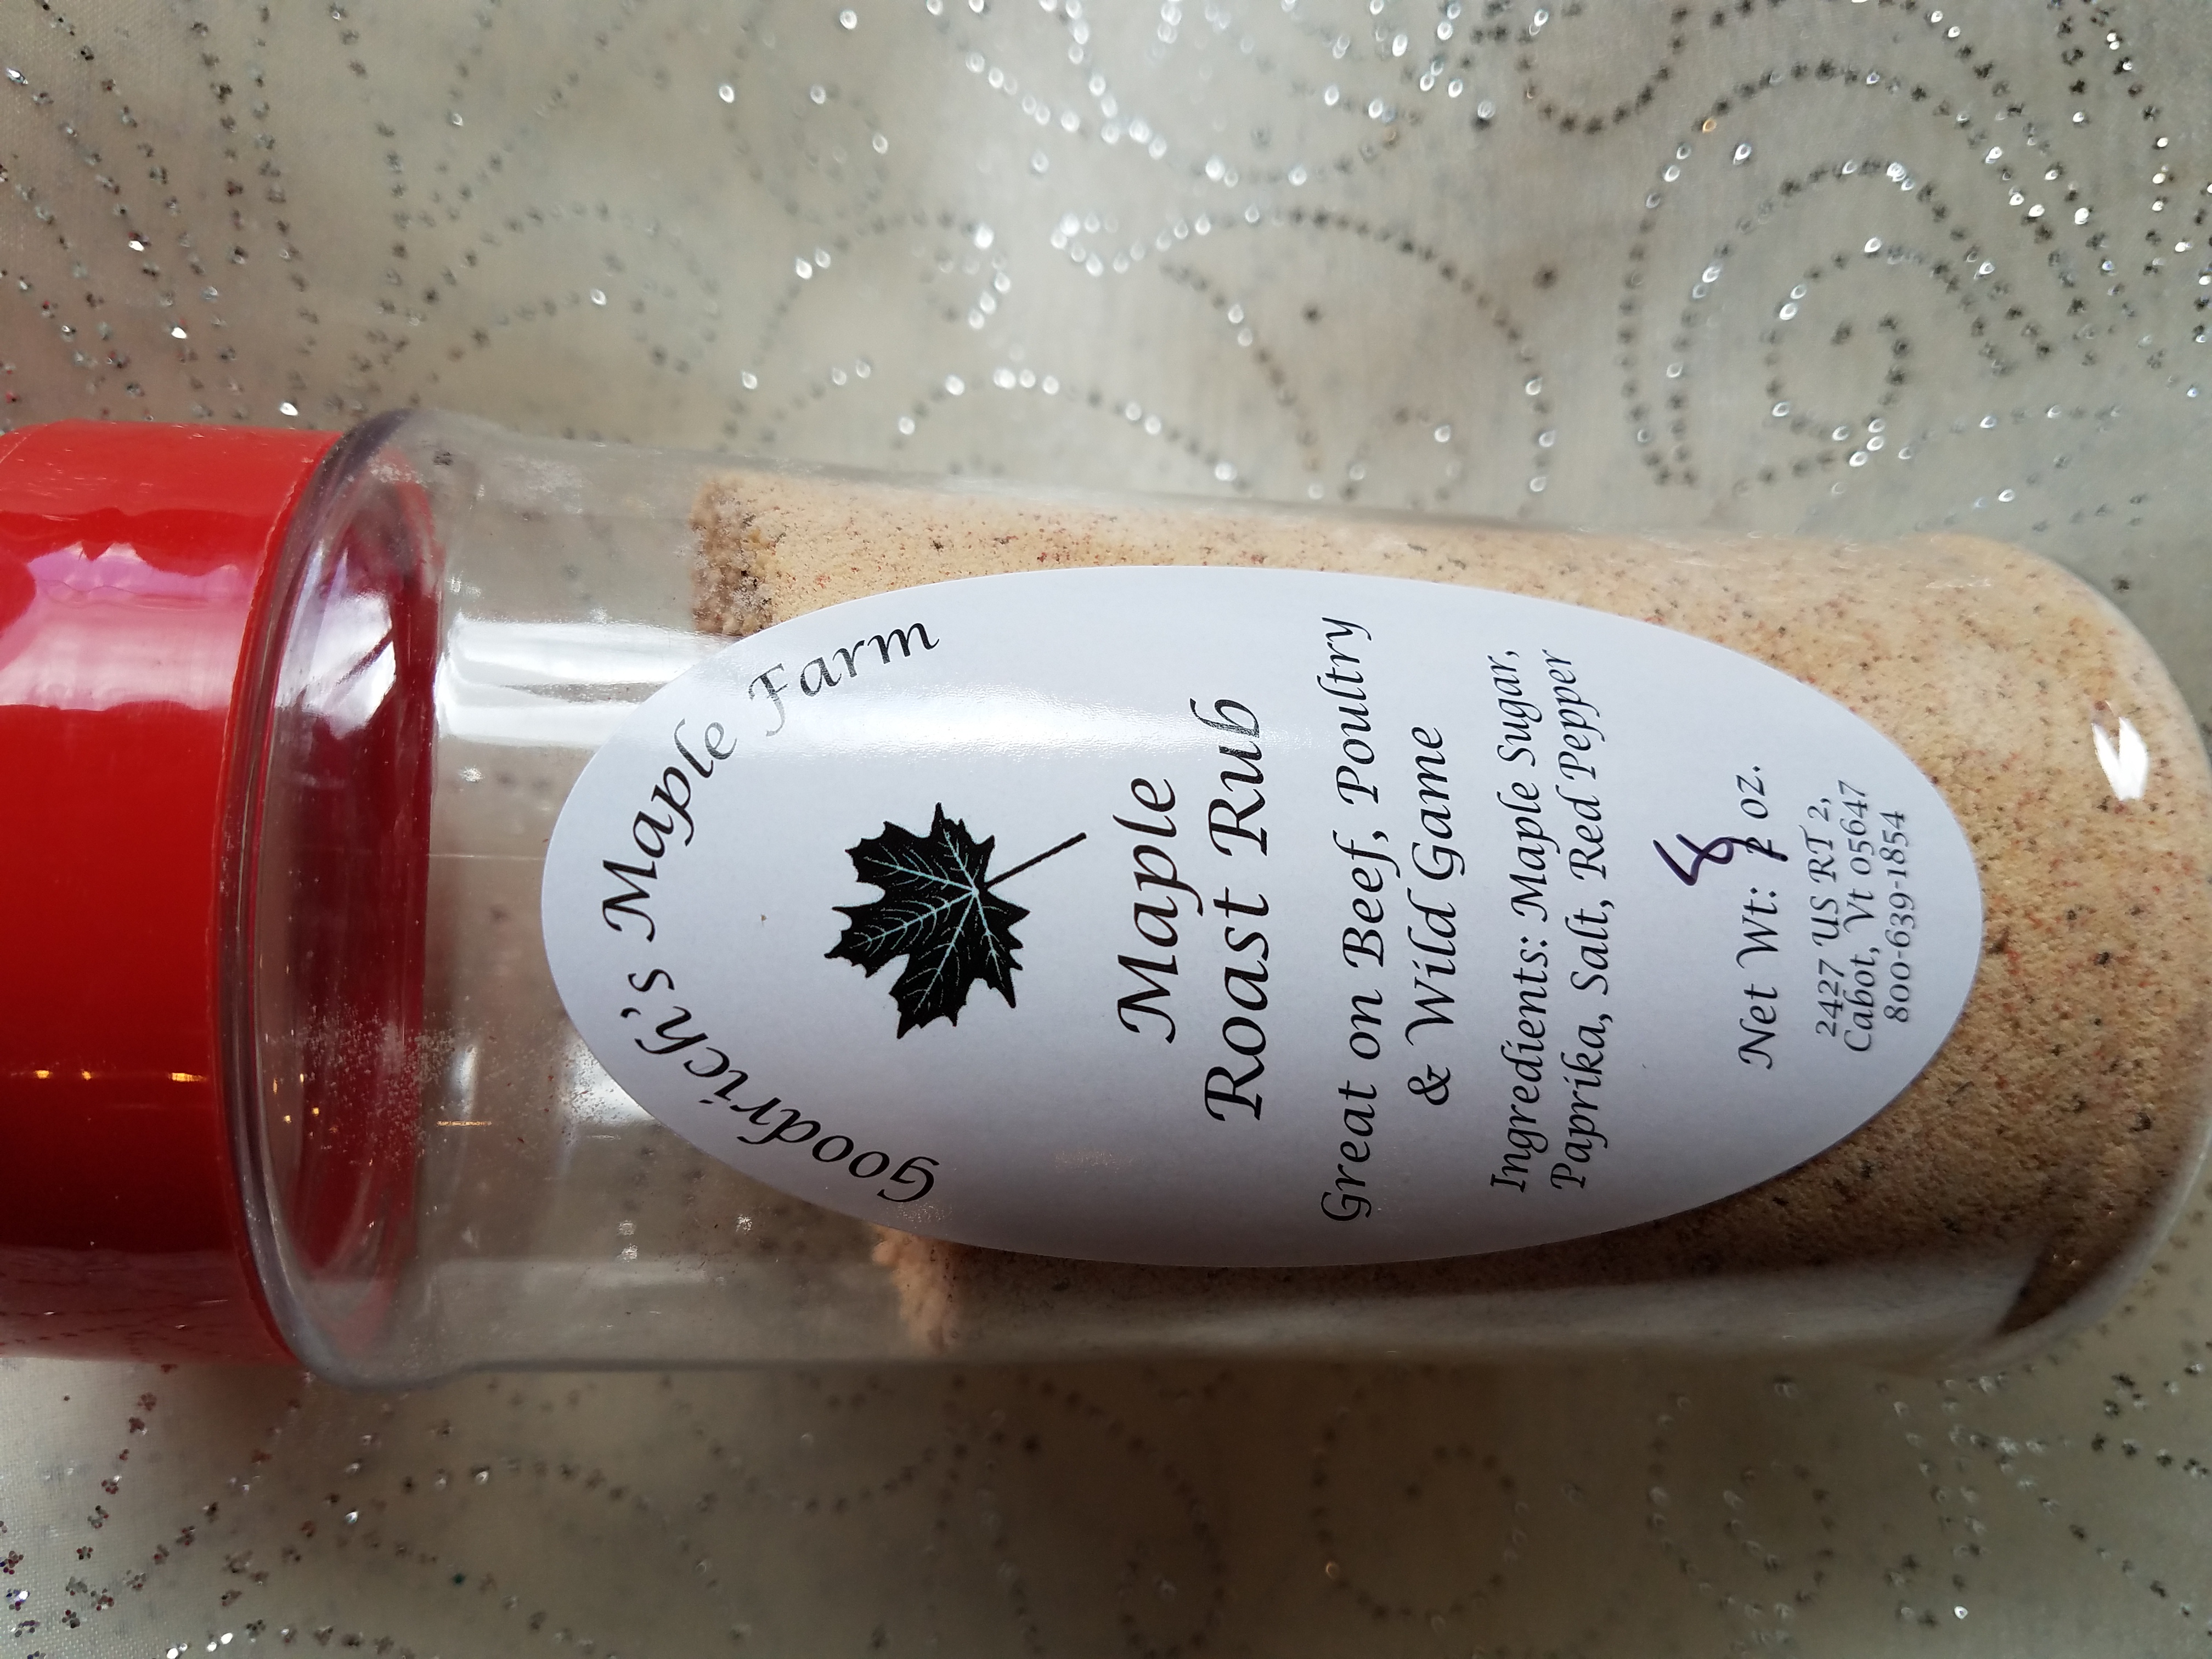 Goodrich's Maple Farm
Maple
Roast Rub
Great on Beef, Poultry
& Wild Game
Ingredients: Maple Sugar,
Paprika, Salt, Red Pepper
Net Wt: 8 oz.
2427 US RT 2,
Cabot, Vt 05647
800-639-1854